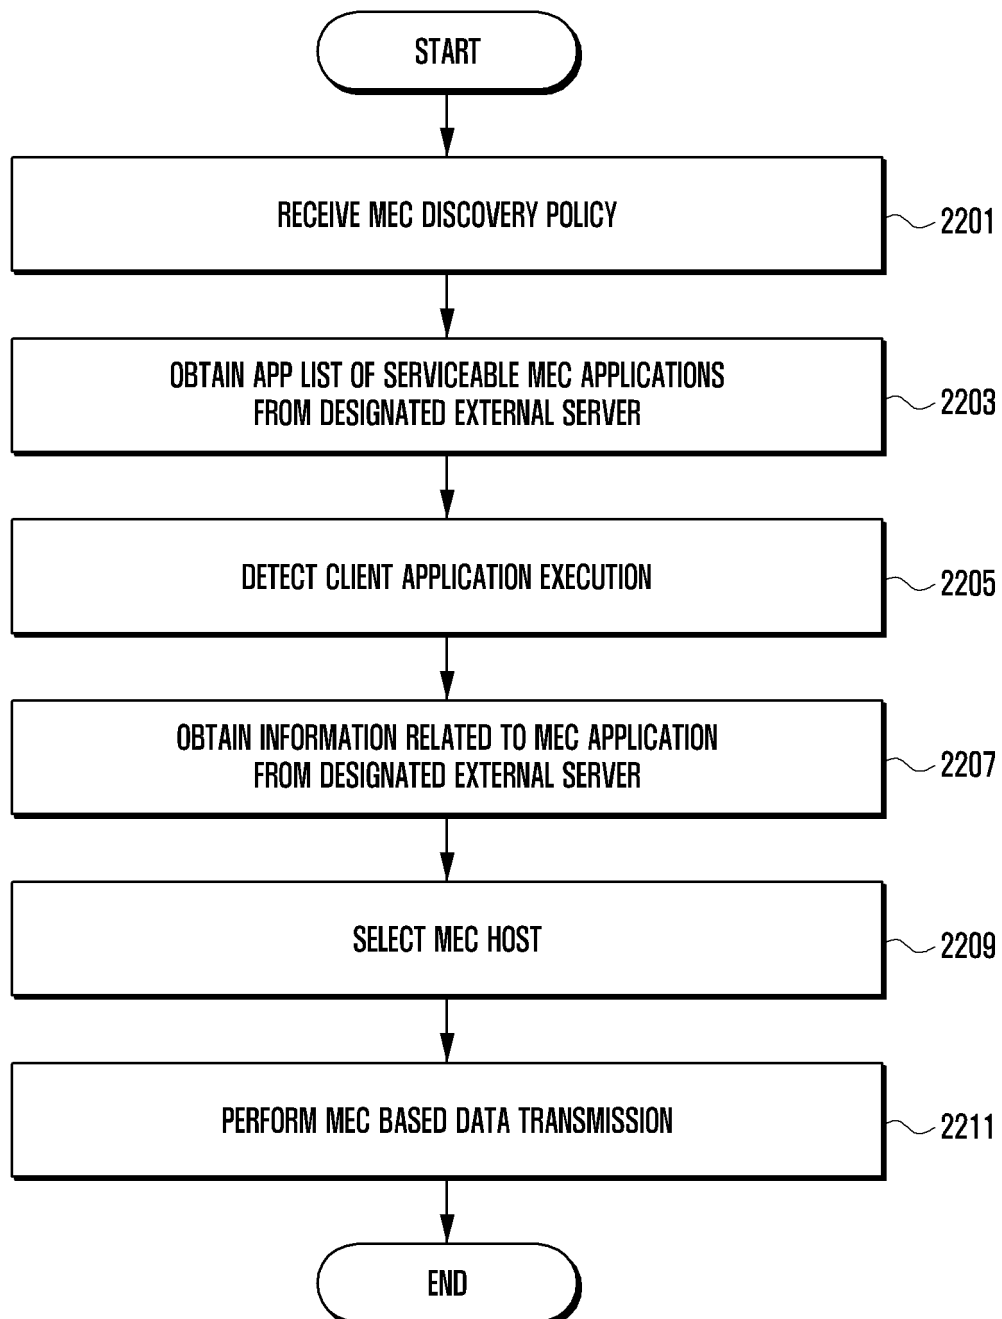 START
RECEIVE MEC DISCOVERY POLICY
2201
OBTAIN APP LIST OF SERVICEABLE MEC APPLICATIONS
FROM DESIGNATED EXTERNAL SERVER
2203
DETECT CLIENT APPLICATION EXECUTION
2205
OBTAIN INFORMATION RELATED TO MEC APPLICATION
FROM DESIGNATED EXTERNAL SERVER
2207
SELECT MEC HOST
2209
PERFORM MEC BASED DATA TRANSMISSION
2211
END